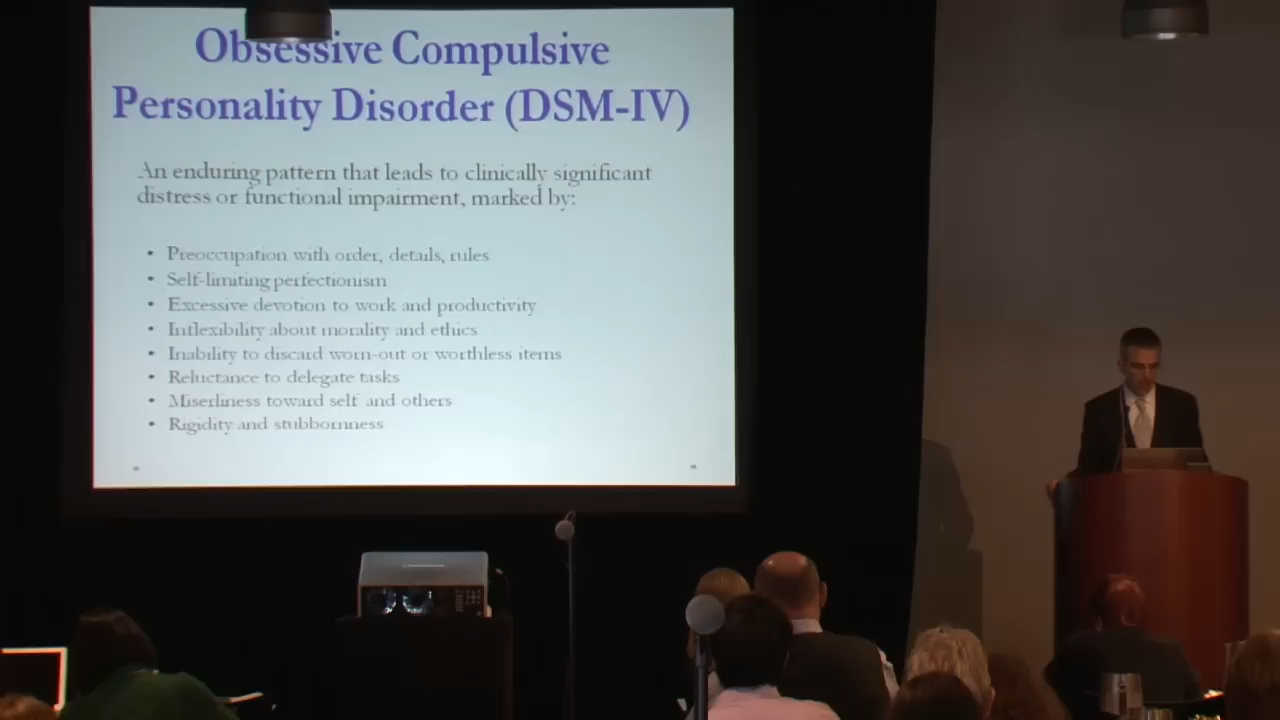 Obsessive Compulsive
Personality Disorder (DSM-IV)
An enduring pattern that leads to clinically significant
distress or functional impairment, marked by:
• Preoccupation with order, details, rules
• Self-limiting perfectionism
• Excessive devotion to work and productivity
• Inflexibility about morality and ethics
• Inability to discard worn-out or worthless items
• Reluctance to delegate tasks
• Miserliness toward self and others
• Rigidity and stubbornness